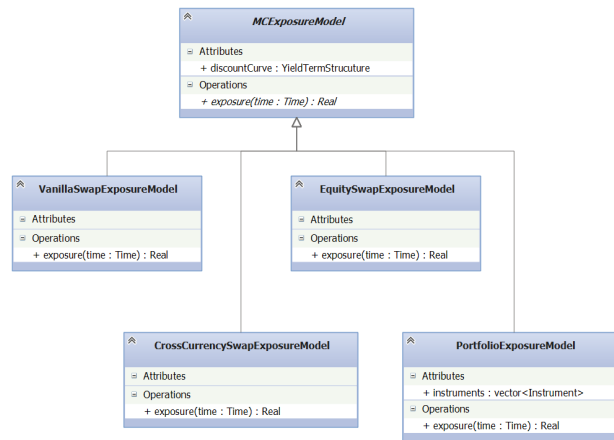 MCExposureModel
Attributes
+ discountCurve : YieldTermStrucuture
Operations
+ exposure(time : Time) : Real
VanillaSwapExposureModel
Attributes
Operations
+ exposure(time : Time) : Real
EquitySwapExposureModel
Attributes
Operations
+ exposure(time : Time) : Real
CrossCurrencySwapExposureModel
Attributes
Operations
+ exposure(time : Time) : Real
PortfolioExposureModel
Attributes
+ instruments : vector<Instrument>
Operations
+ exposure(time : Time) : Real